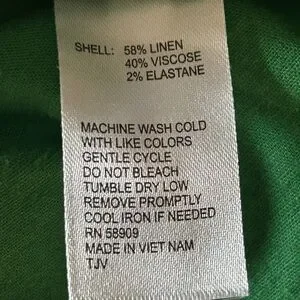 SHELL: 58% LINEN
40% VISCOSE
2% ELASTANE
MACHINE WASH COLD
WITH LIKE COLORS
GENTLE CYCLE
DO NOT BLEACH
TUMBLE DRY LOW
REMOVE PROMPTLY
COOL IRON IF NEEDED
RN 58909
MADE IN VIET NAM
TJV